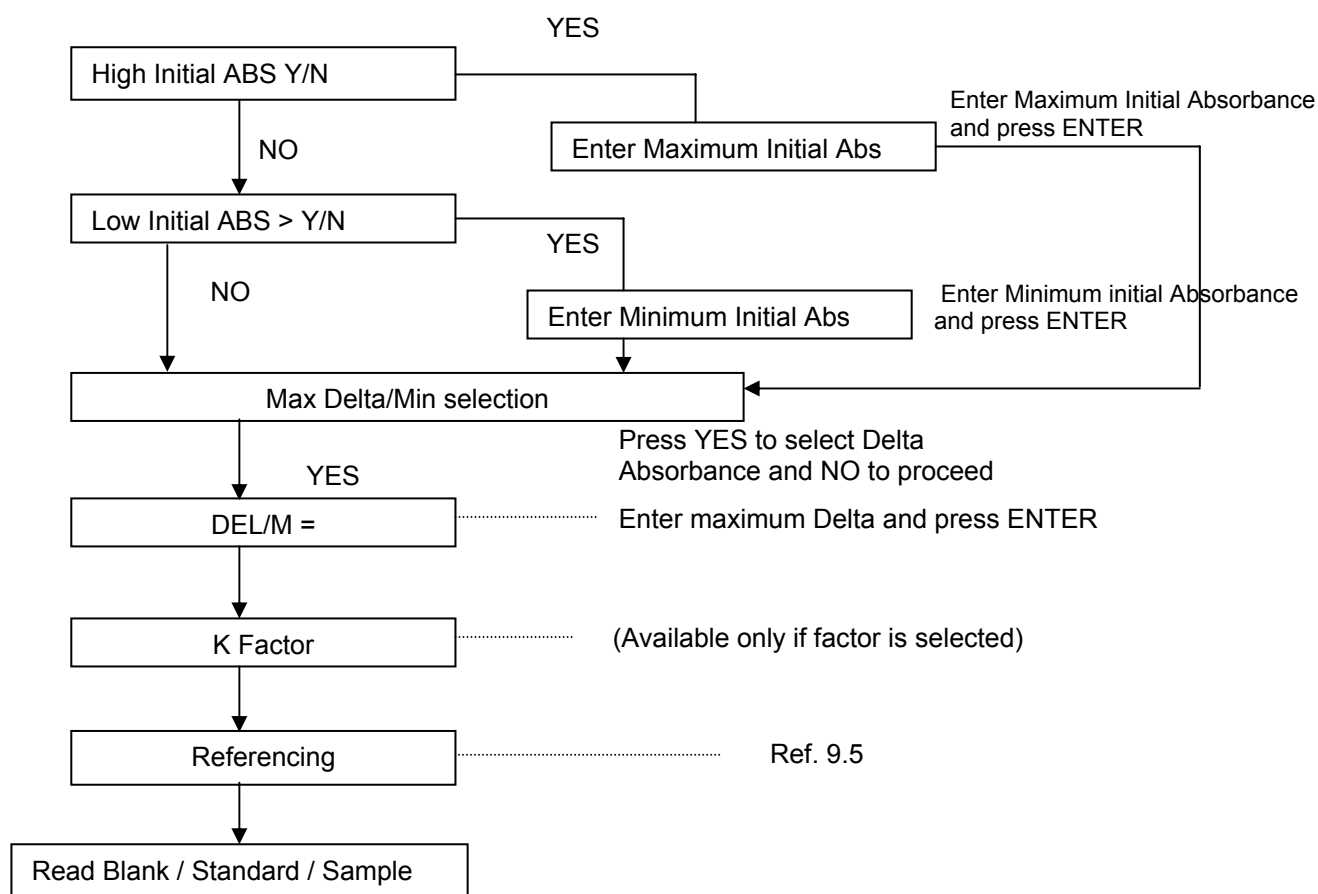 YES
High Initial ABS Y/N
Enter Maximum Initial Absorbance
and press ENTER
Enter Maximum Initial Abs
NO
Low Initial ABS > Y/N
YES
NO
Enter Minimum initial Absorbance
and press ENTER
Enter Minimum Initial Abs
Max Delta/Min selection
Press YES to select Delta
Absorbance and NO to proceed
YES
DEL/M =
Enter maximum Delta and press ENTER
K Factor
(Available only if factor is selected)
Referencing
Ref. 9.5
Read Blank / Standard / Sample